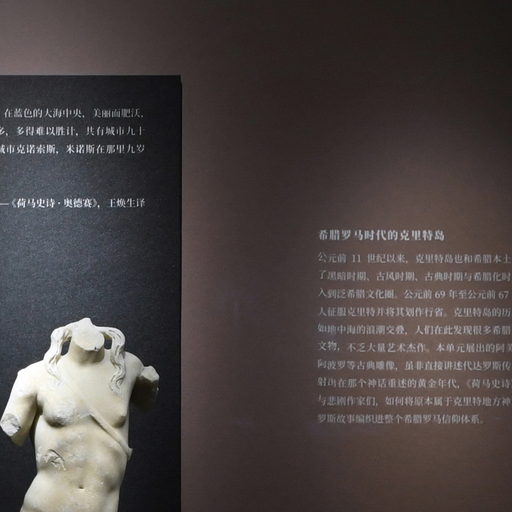 在蓝色的大海中央，美丽而肥沃，
多，多得难以胜计，共有城市九十
城市克诺索斯，米诺斯在那里九岁
—《荷马史诗·奥德赛》，王焕生译
希腊罗马时代的克里特岛
公元前 11 世纪以来，克里特岛也和希腊本土
了黑暗时期、古风时期、古典时期与希腊化时
入到泛希腊文化圈。公元前 69 年至公元前 67
人征服克里特并将其划作行省。克里特岛的历
如地中海的浪潮交叠，人们在此发现很多希腊
文物，不乏大量艺术杰作。本单元展出的阿芙
阿波罗等古典雕像，虽非直接讲述代达罗斯传
射出在那个神话重述的黄金年代，《荷马史诗》
与悲剧作家们，如何将原本属于克里特地方神
罗斯故事编织进整个希腊罗马信仰体系。